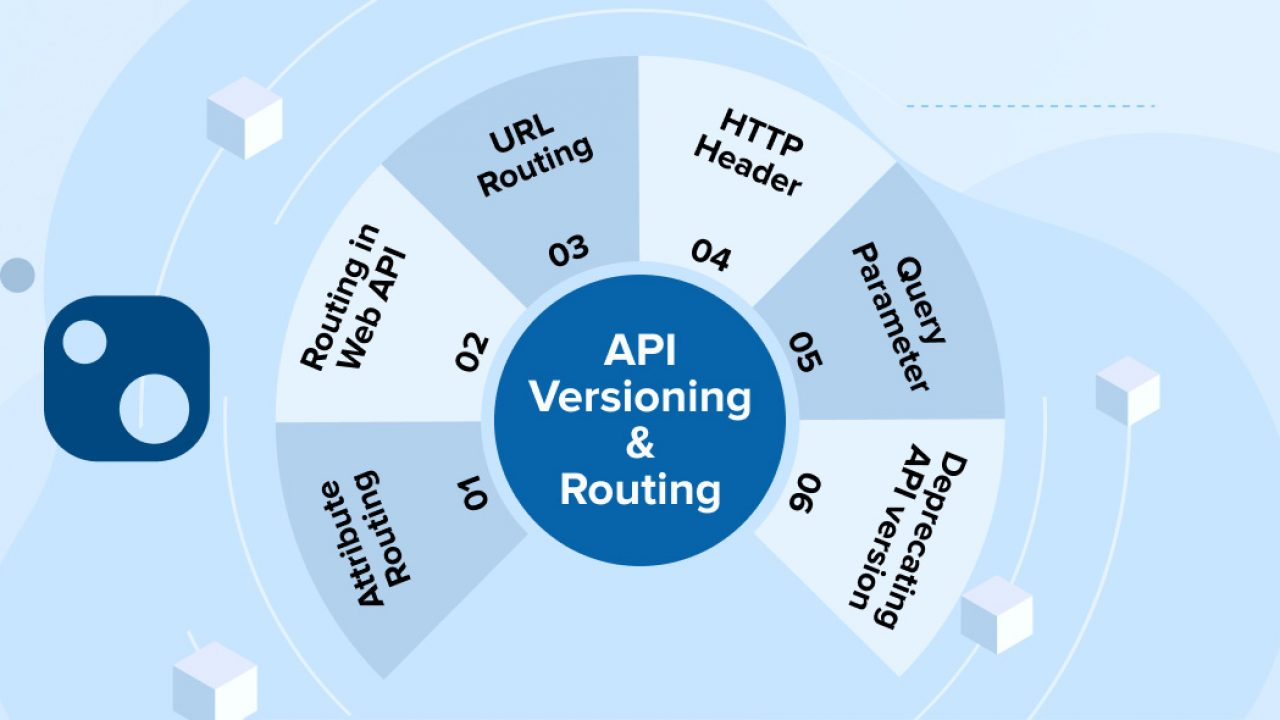 API
Versioning
&
Routing
01
Attribute
Routing
02
Routing in
Web API
03
URL
Routing
04
HTTP
Header
05
Query
Parameter
06
Deprecating
API version